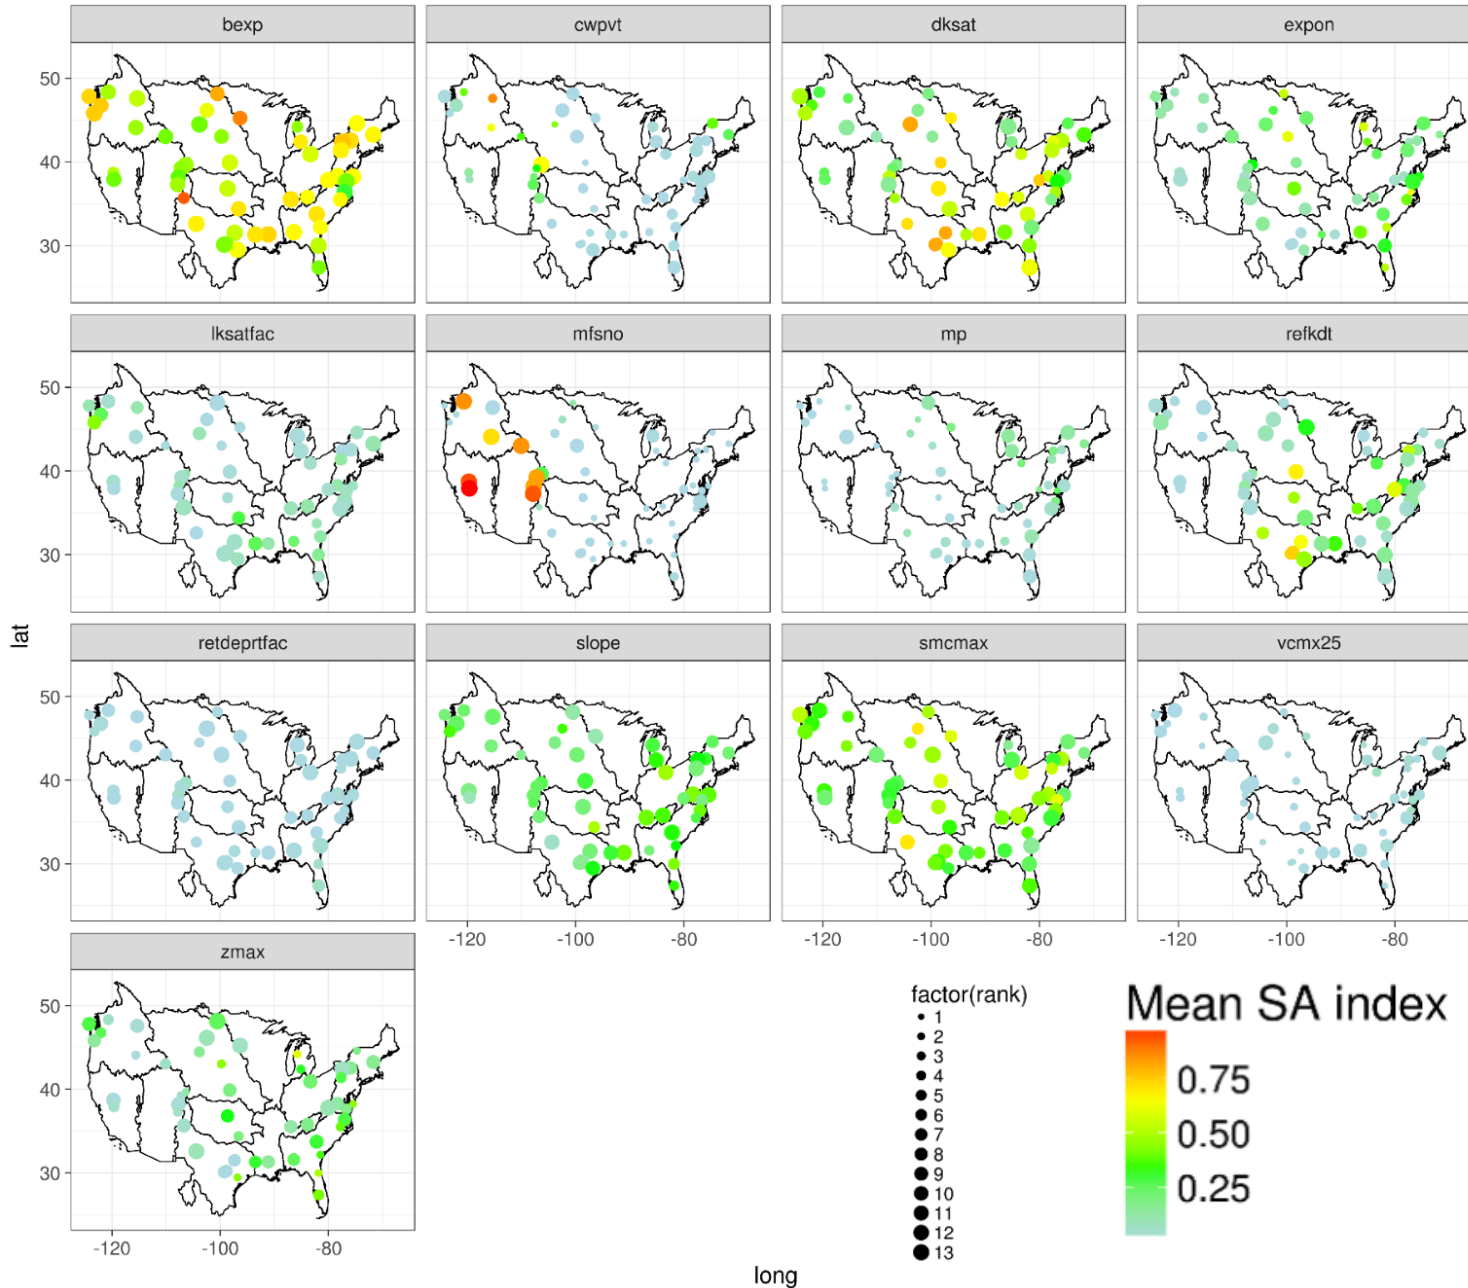 bexp cwpvt dksat expon
50
40
30
lksatfac mfsno mp refkdt
50
40
30
lat
retdeprtfac slope smcmax vcmx25
50
40
30
-120 -100 -80 -120 -100 -80 -120 -100 -80
zmax
50
40
30
-120 -100 -80
long
factor(rank)
1
2
3
4
5
6
7
8
9
10
11
12
13
Mean SA index
0.75
0.50
0.25